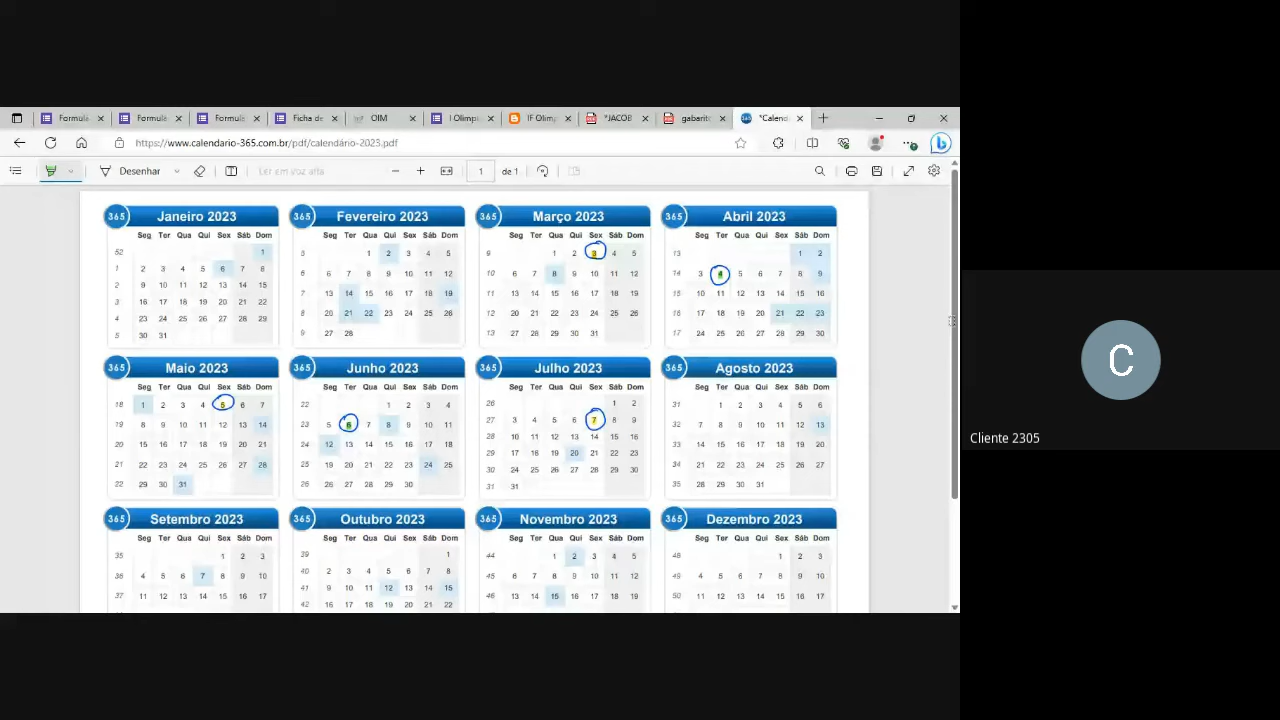 Formulá
Formulá
Formulá
Ficha de
OIM
I Olimpi
IF Olimp
*JACOB
gabarito
*Calend
https://www.calendario-365.com.br/pdf/calendário-2023.pdf
Desenhar
Ler em voz alta
1
de 1
365 Janeiro 2023
Seg Ter Qua Qui Sex Sáb Dom
52 1
1 2 3 4 5 6 7 8
2 9 10 11 12 13 14 15
3 16 17 18 19 20 21 22
4 23 24 25 26 27 28 29
5 30 31
365 Fevereiro 2023
Seg Ter Qua Qui Sex Sáb Dom
5 1 2 3 4 5
6 6 7 8 9 10 11 12
7 13 14 15 16 17 18 19
8 20 21 22 23 24 25 26
9 27 28
365 Março 2023
Seg Ter Qua Qui Sex Sáb Dom
9 1 2 3 4 5
10 6 7 8 9 10 11 12
11 13 14 15 16 17 18 19
12 20 21 22 23 24 25 26
13 27 28 29 30 31
365 Abril 2023
Seg Ter Qua Qui Sex Sáb Dom
13 1 2
14 3 4 5 6 7 8 9
15 10 11 12 13 14 15 16
16 17 18 19 20 21 22 23
17 24 25 26 27 28 29 30
365 Maio 2023
Seg Ter Qua Qui Sex Sáb Dom
18 1 2 3 4 5 6 7
19 8 9 10 11 12 13 14
20 15 16 17 18 19 20 21
21 22 23 24 25 26 27 28
22 29 30 31
365 Junho 2023
Seg Ter Qua Qui Sex Sáb Dom
22 1 2 3 4
23 5 6 7 8 9 10 11
24 12 13 14 15 16 17 18
25 19 20 21 22 23 24 25
26 26 27 28 29 30
365 Julho 2023
Seg Ter Qua Qui Sex Sáb Dom
26 1 2
27 3 4 5 6 7 8 9
28 10 11 12 13 14 15 16
29 17 18 19 20 21 22 23
30 24 25 26 27 28 29 30
31 31
365 Agosto 2023
Seg Ter Qua Qui Sex Sáb Dom
31 1 2 3 4 5 6
32 7 8 9 10 11 12 13
33 14 15 16 17 18 19 20
34 21 22 23 24 25 26 27
35 28 29 30 31
365 Setembro 2023
Seg Ter Qua Qui Sex Sáb Dom
35 1 2 3
36 4 5 6 7 8 9 10
37 11 12 13 14 15 16 17
365 Outubro 2023
Seg Ter Qua Qui Sex Sáb Dom
39 1
40 2 3 4 5 6 7 8
41 9 10 11 12 13 14 15
42 16 17 18 19 20 21 22
365 Novembro 2023
Seg Ter Qua Qui Sex Sáb Dom
44 1 2 3 4 5
45 6 7 8 9 10 11 12
46 13 14 15 16 17 18 19
365 Dezembro 2023
Seg Ter Qua Qui Sex Sáb Dom
48 1 2 3
49 4 5 6 7 8 9 10
50 11 12 13 14 15 16 17
C
Cliente 2305